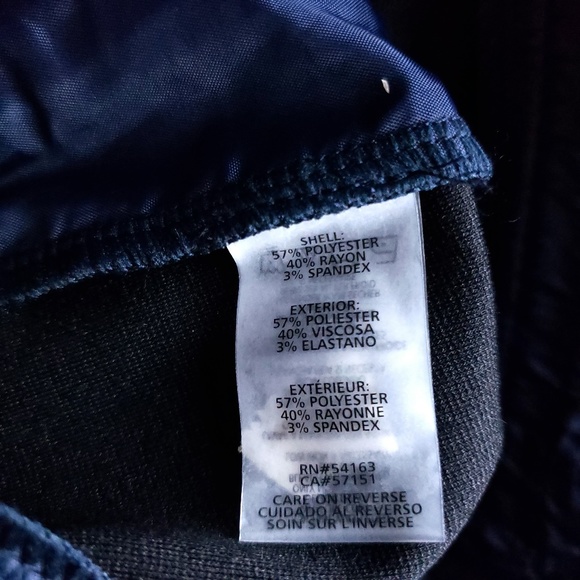 SHELL:
57% POLYESTER
40% RAYON
3% SPANDEX
EXTERIOR:
57% POLIESTER
40% VISCOSA
3% ELASTANO
EXTÉRIEUR:
57% POLYESTER
40% RAYONNE
3% SPANDEX
RN#54163
CA#57151
CARE ON REVERSE
CUIDADO AL REVERSO
SOIN SUR L'INVERSE